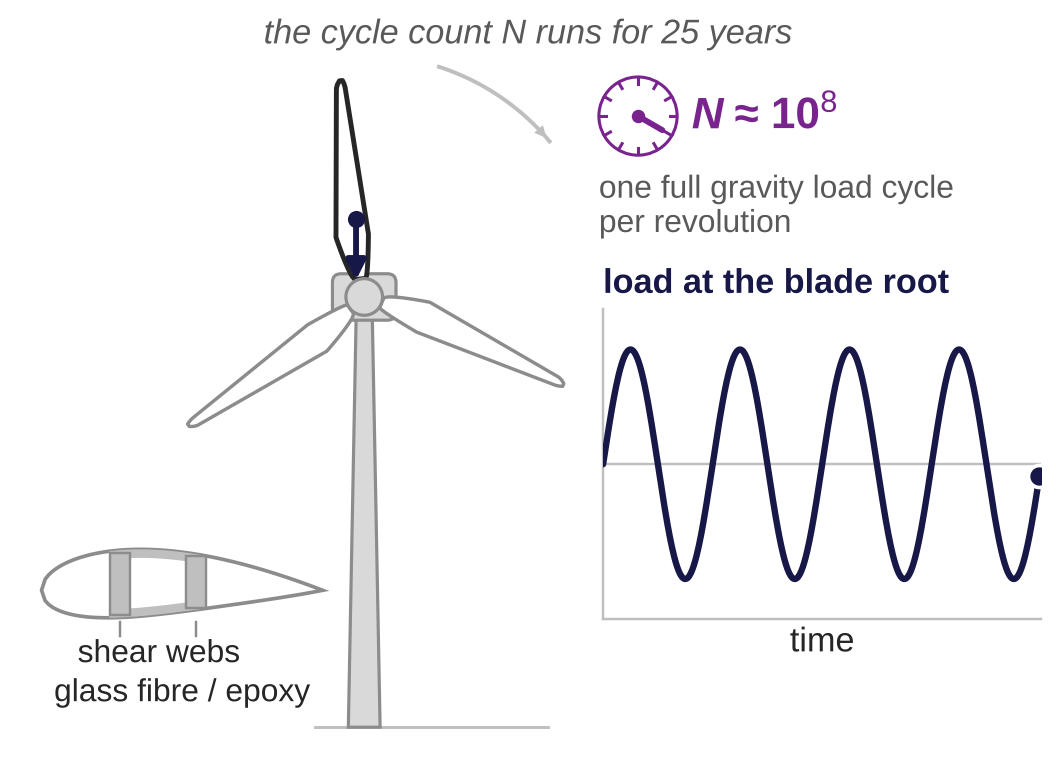 the cycle count N runs for 25 years
N ≈ 10⁸
one full gravity load cycle
per revolution
load at the blade root
time
shear webs
glass fibre / epoxy